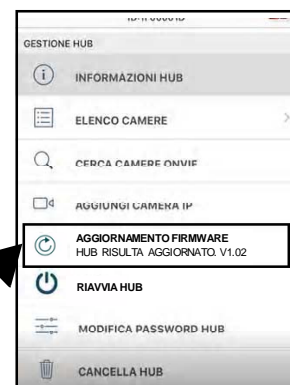 GESTIONE HUB
INFORMAZIONI HUB
ELENCO CAMERE
CERCA CAMERE ONVIF
AGGIUNGI CAMERA IP
AGGIORNAMENTO FIRMWARE
HUB RISULTA AGGIORNATO. V1.02
RIAVVIA HUB
MODIFICA PASSWORD HUB
CANCELLA HUB